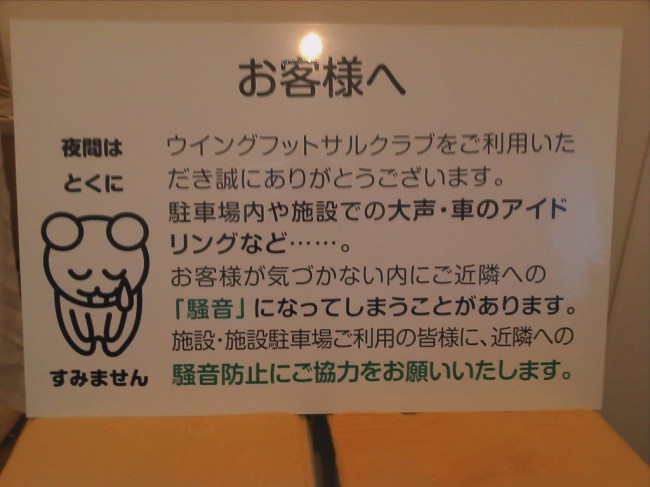 お客様へ
夜間は
とくに
すみません
ウイングフットサルクラブをご利用いた
だき誠にありがとうございます。
駐車場内や施設での大声・車のアイド
リングなど……。
お客様が気づかない内にご近隣への
「騒音」になってしまうことがあります。
施設・施設駐車場ご利用の皆様に、近隣への
騒音防止にご協力をお願いいたします。